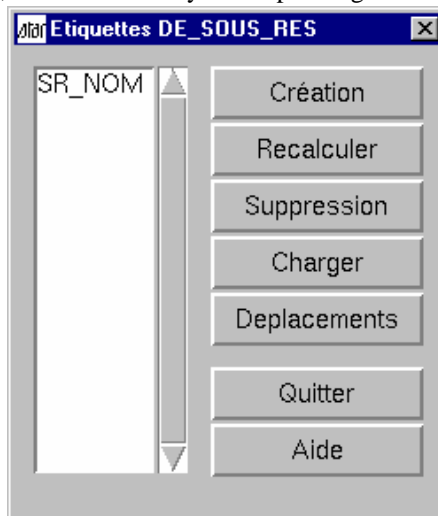 Etiquettes DE_SOUS_RES
SR_NOM
Création
Recalculer
Suppression
Charger
Deplacements
Quitter
Aide